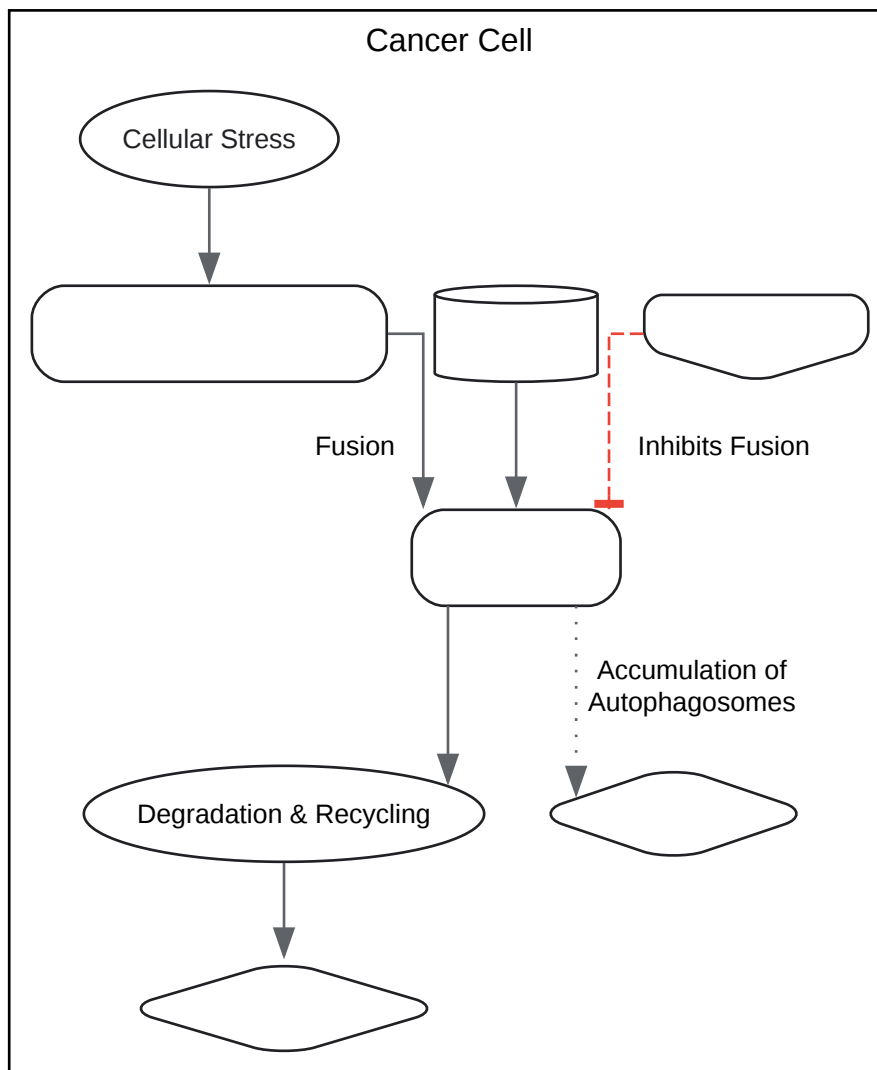 Cancer Cell
Cellular Stress
Fusion
Inhibits Fusion
Accumulation of
Autophagosomes
Degradation & Recycling